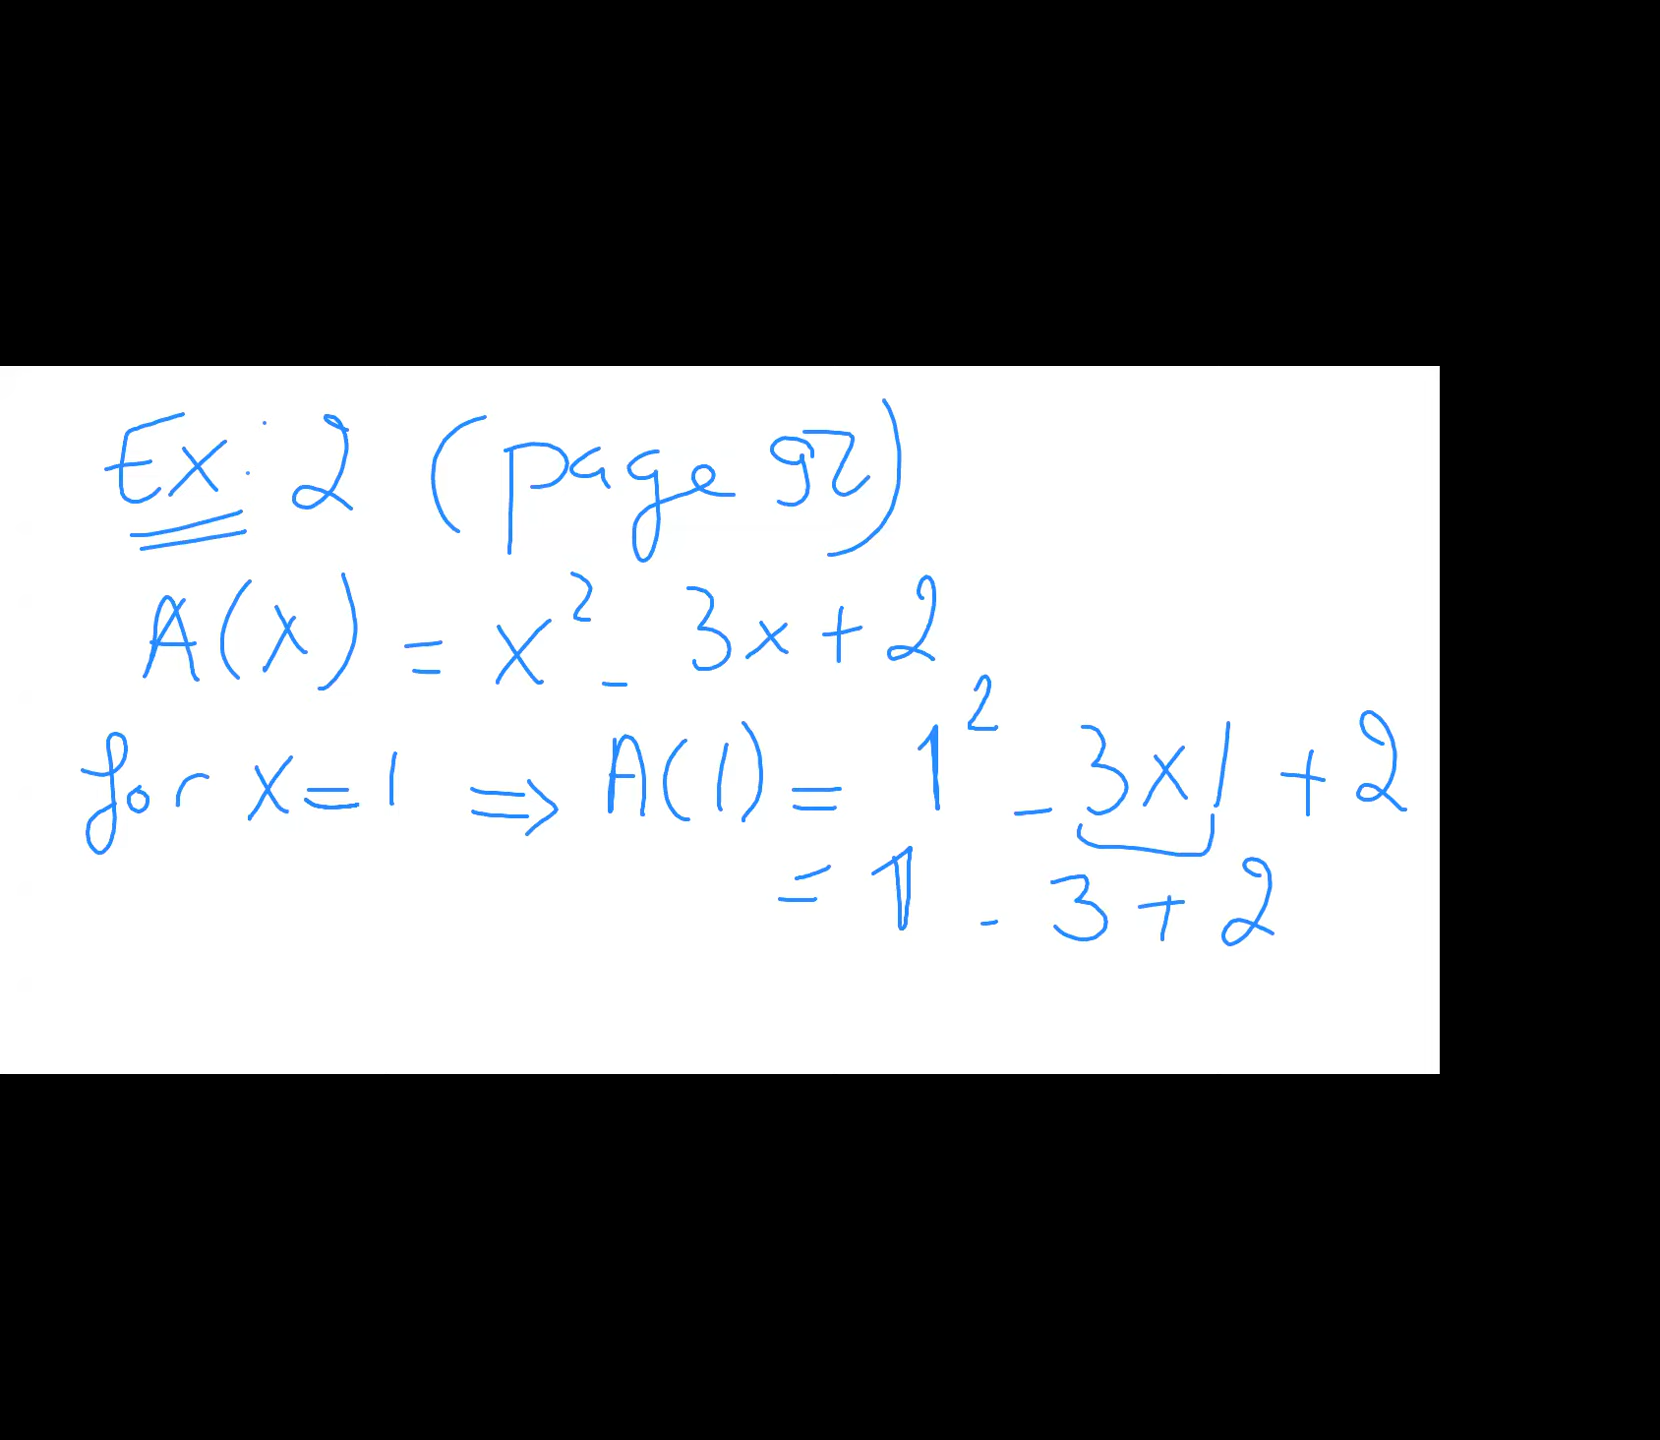 Ex: 2 (page 92)
A(x) = x² - 3x + 2
for x = 1 ⇒ A(1) = 1² - 3x1 + 2
= 1 - 3 + 2